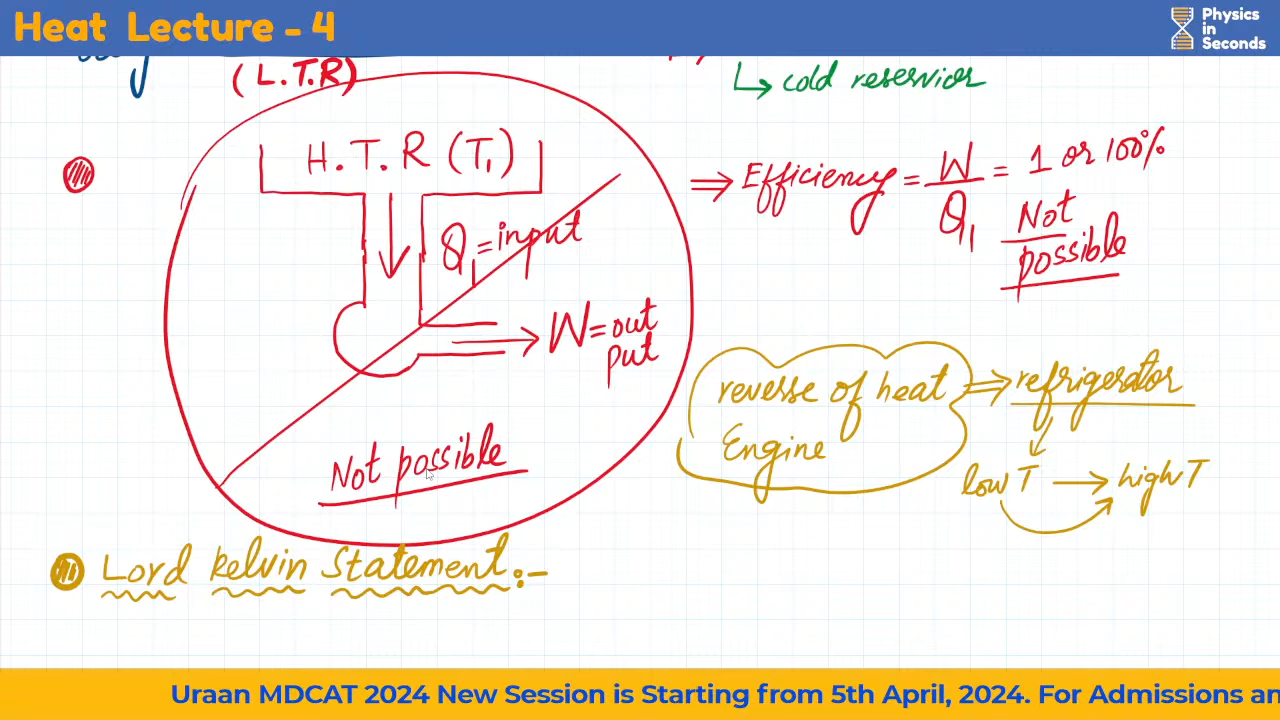 Heat Lecture - 4
Physics
in
Seconds
(L.T.R)
↳ cold reservior
H.T.R (T₁)
Q₁ = input
W = out
put
Not possible
⇒ Efficiency = W/Q₁ = 1 or 100%
Not
possible
reverse of heat ⇒ refrigerator
Engine
low T → high T
Lord Kelvin Statement :-
Uraan MDCAT 2024 New Session is Starting from 5th April, 2024. For Admissions an